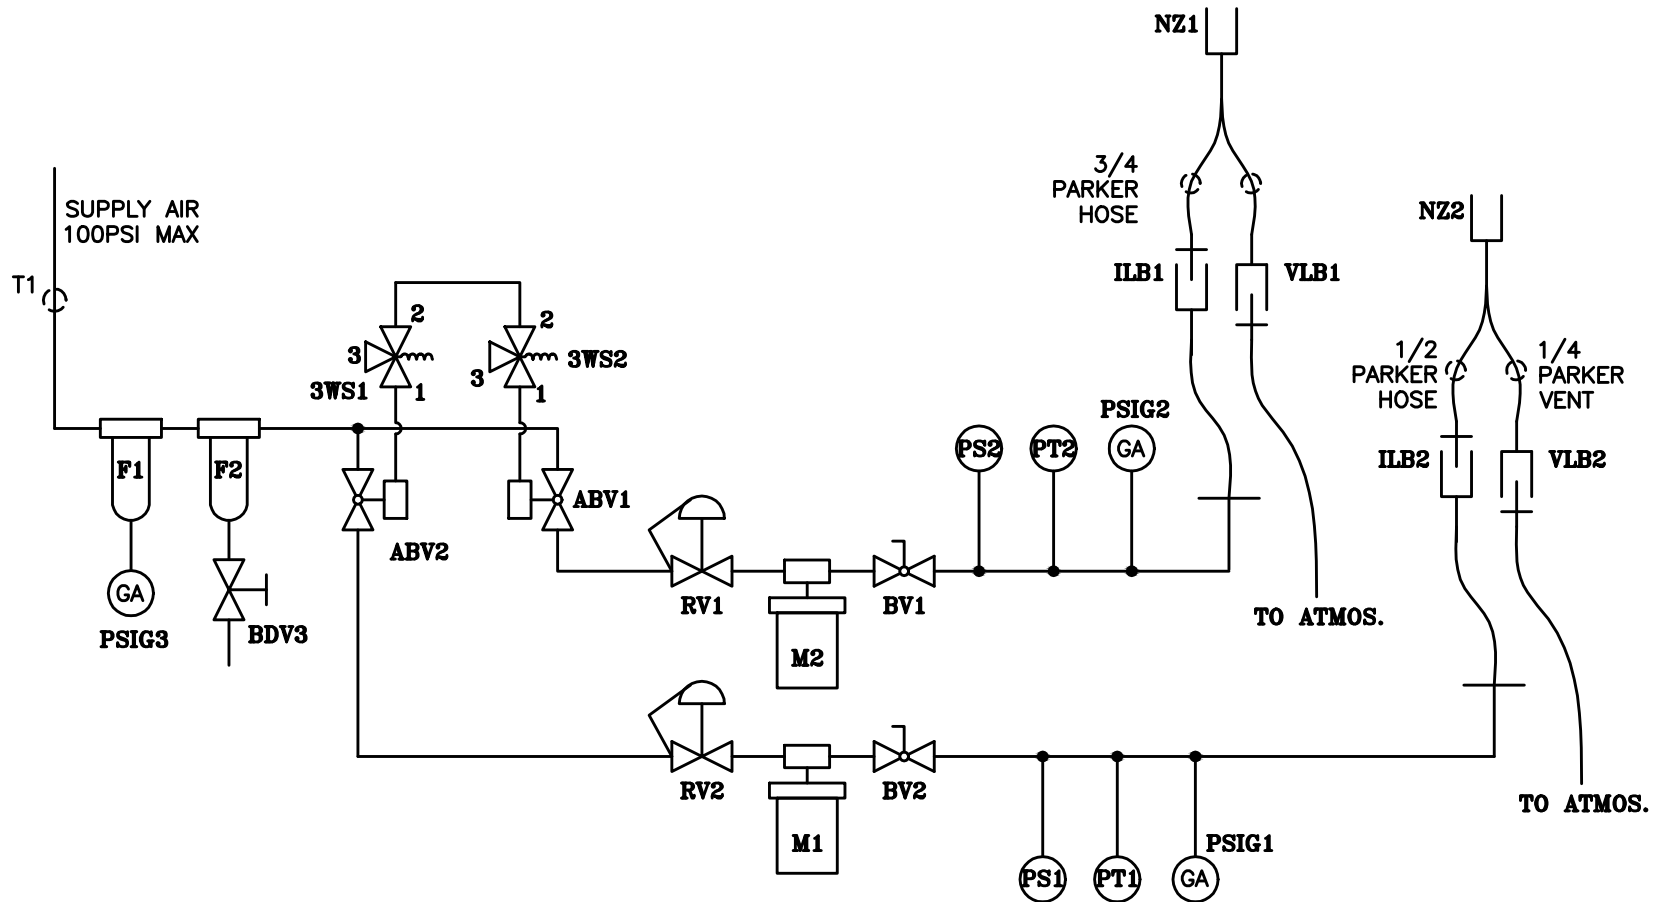 NZ1
3/4
PARKER
HOSE
SUPPLY AIR
100PSI MAX
NZ2
T1
ILB1
VLB1
2
2
3
3WS2
3
3WS1
1
1
1/2
PARKER
HOSE
1/4
PARKER
VENT
PSIG2
F1
F2
PS2
PT2
GA
ILB2
VLB2
ABV1
ABV2
GA
RV1
BV1
TO ATMOS.
PSIG3
BDV3
M2
RV2
BV2
TO ATMOS.
M1
PSIG1
PS1
PT1
GA